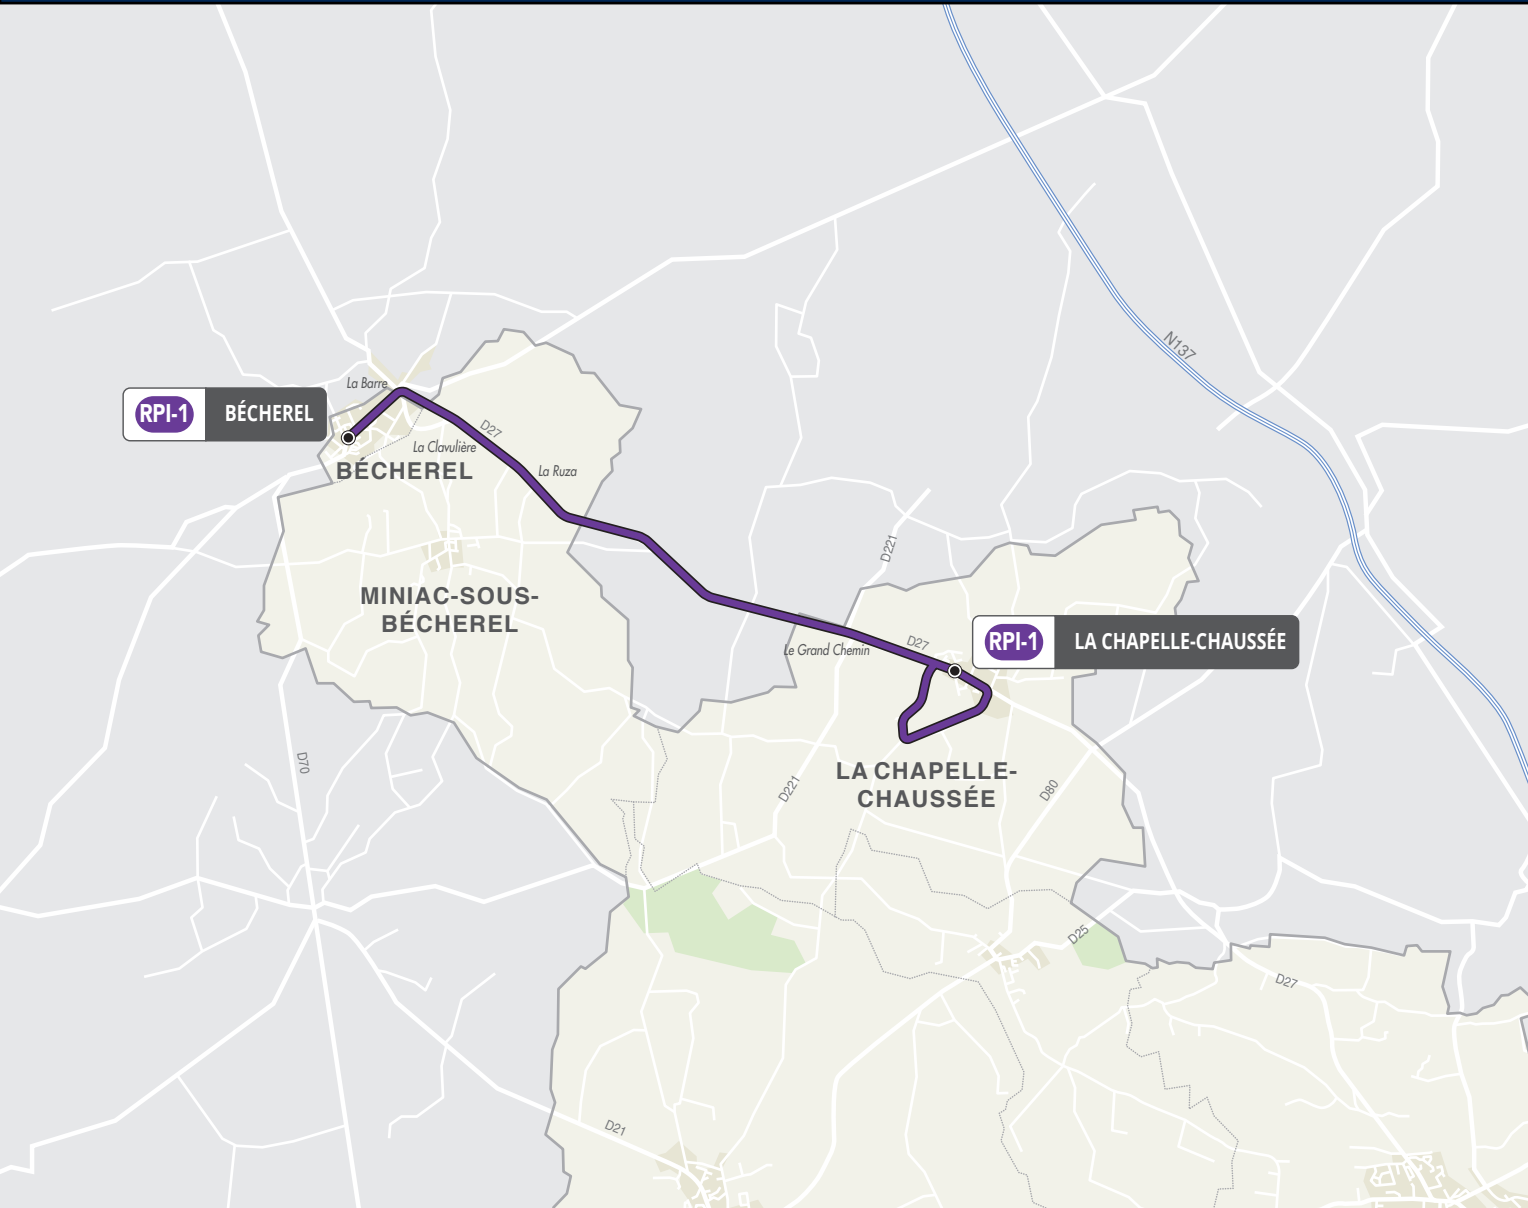 N137
La Barre
RPI-1 BÉCHEREL
D27
La Clavulière
BÉCHEREL
La Ruza
D221
MINIAC-SOUS-
BÉCHEREL
D27
RPI-1 LA CHAPELLE-CHAUSSÉE
Le Grand Chemin
D70
LA CHAPELLE-
CHAUSSÉE
D221
D80
D25
D27
D21